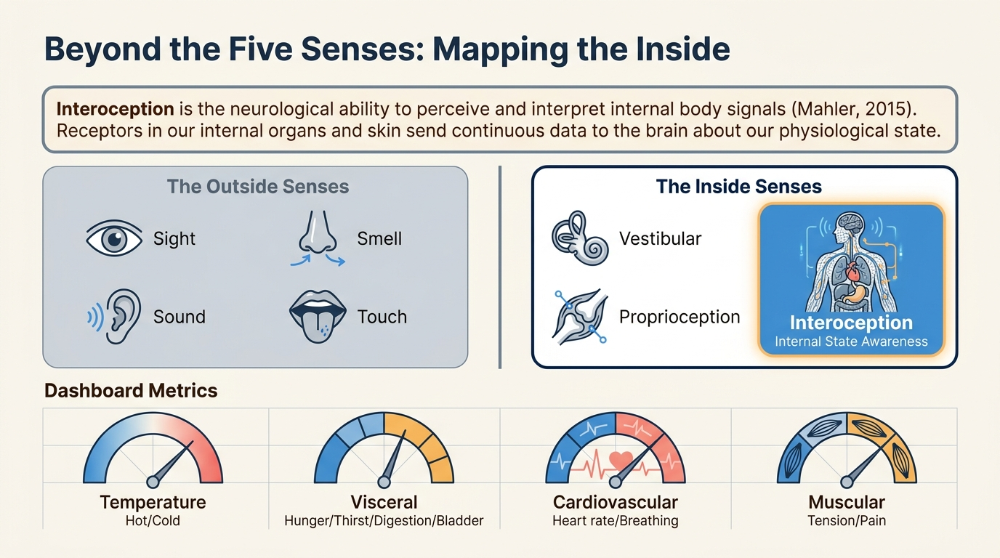 Beyond the Five Senses: Mapping the Inside
Interoception is the neurological ability to perceive and interpret internal body signals (Mahler, 2015).
Receptors in our internal organs and skin send continuous data to the brain about our physiological state.
The Outside Senses
Sight
Smell
Sound
Touch
The Inside Senses
Vestibular
Proprioception
Interoception
Internal State Awareness
Dashboard Metrics
Temperature
Hot/Cold
Visceral
Hunger/Thirst/Digestion/Bladder
Cardiovascular
Heart rate/Breathing
Muscular
Tension/Pain